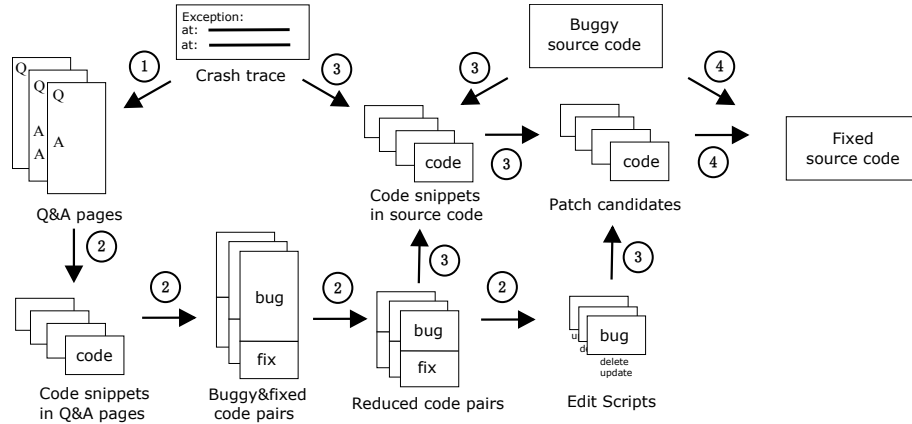 Exception:
at:
at:
Crash trace
Buggy
source code
1
3
3
4
Q
Q
Q
A
A
A
code
3
code
4
Fixed
source code
Code snippets
in source code
Patch candidates
Q&A pages
2
3
3
2
2
2
code
bug
fix
bug
fix
bug
delete
update
Code snippets
in Q&A pages
Buggy&fixed
code pairs
Reduced code pairs
Edit Scripts